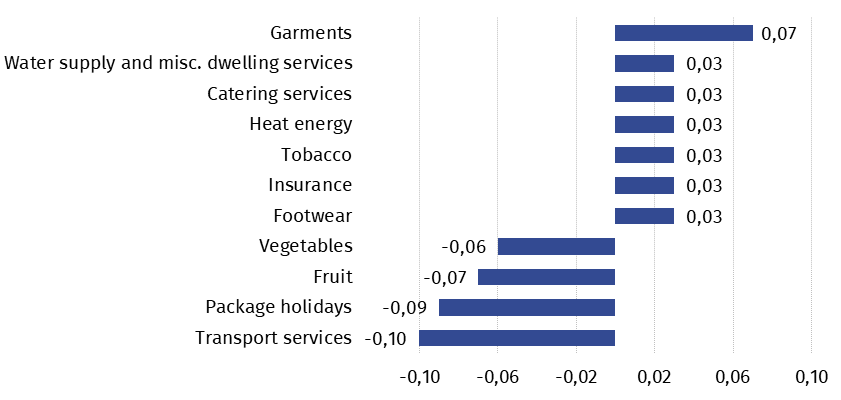 Garments 0,07
Water supply and misc. dwelling services 0,03
Catering services 0,03
Heat energy 0,03
Tobacco 0,03
Insurance 0,03
Footwear 0,03
Vegetables -0,06
Fruit -0,07
Package holidays -0,09
Transport services -0,10
-0,10 -0,06 -0,02 0,02 0,06 0,10